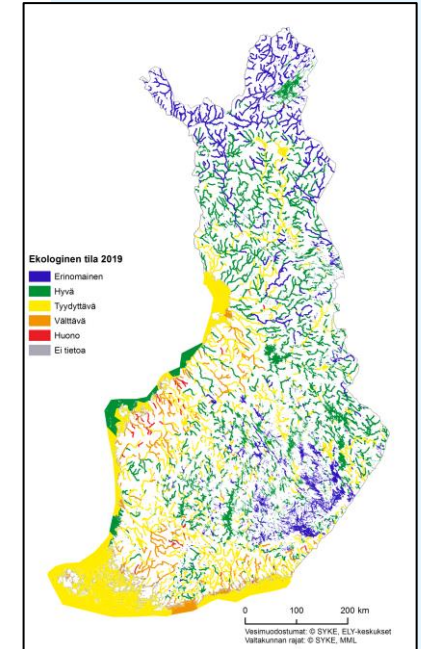 Ekologinen tila 2019
Erinomainen
Hyvä
Tyydyttävä
Välttävä
Huono
Ei tietoa
0 100 200 km
Vesimuodostumat: © SYKE, ELY-keskukset
Valtakunnan rajat: © SYKE, MML